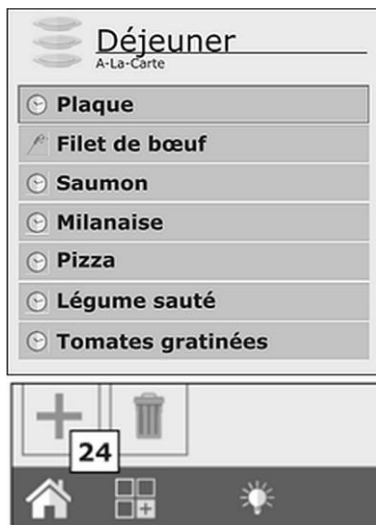 Déjeuner
A-La-Carte
Plaque
Filet de bœuf
Saumon
Milanaise
Pizza
Légume sauté
Tomates gratinées
24